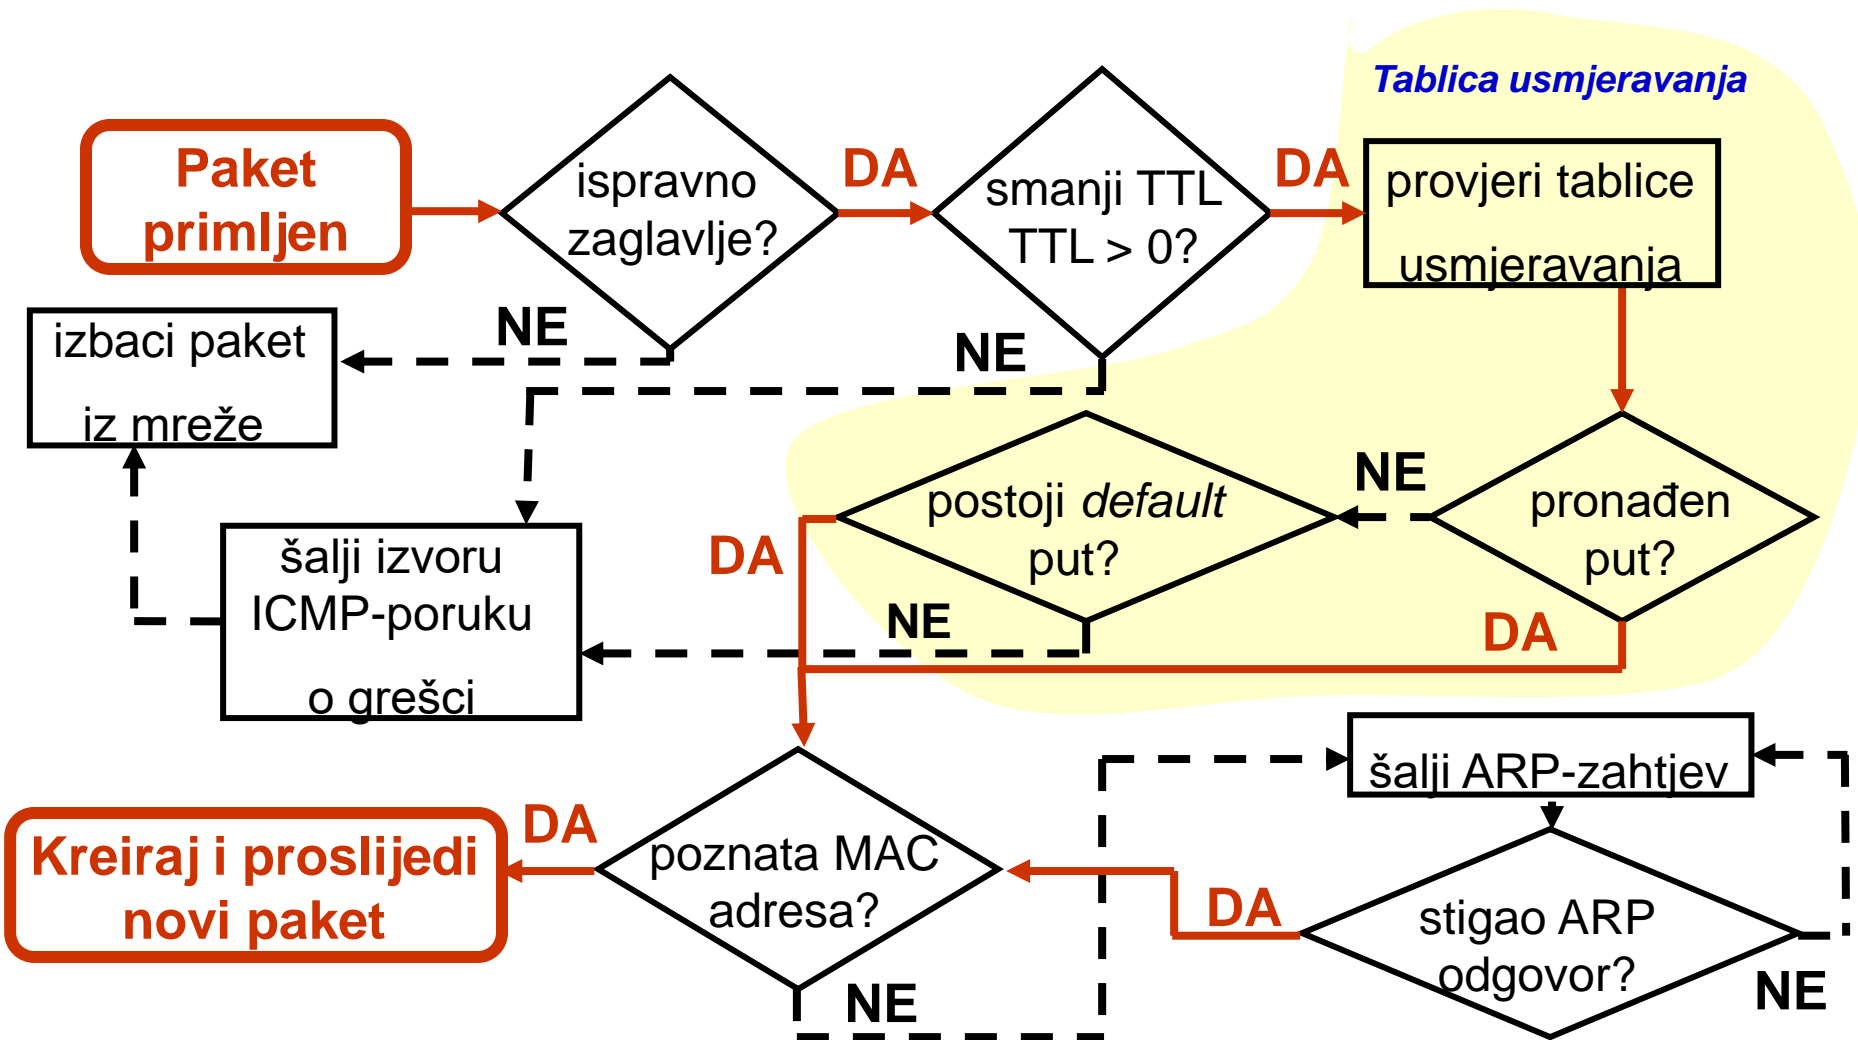 Tablica usmjeravanja
Paket
primljen
ispravno
zaglavlje?
DA
smanji TTL
TTL > 0?
DA
provjeri tablice
usmjeravanja
NE
NE
izbaci paket
iz mreže
postoji default
put?
NE
pronađen
put?
DA
šalji izvoru
ICMP-poruku
o grešci
NE
DA
šalji ARP-zahtjev
Kreiraj i proslijedi
novi paket
DA
poznata MAC
adresa?
DA
stigao ARP
odgovor?
NE
NE